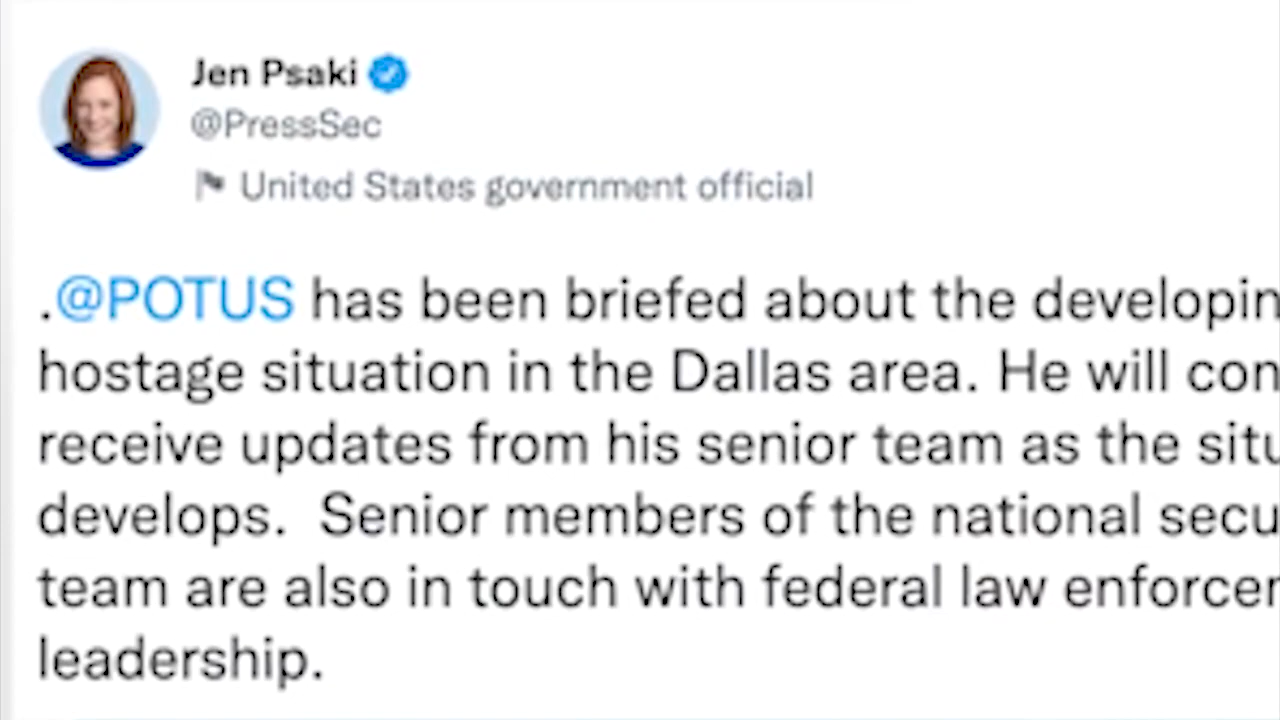 Jen Psaki
@PressSec
United States government official
.@POTUS has been briefed about the developin
hostage situation in the Dallas area. He will con
receive updates from his senior team as the situ
develops. Senior members of the national secu
team are also in touch with federal law enforcer
leadership.